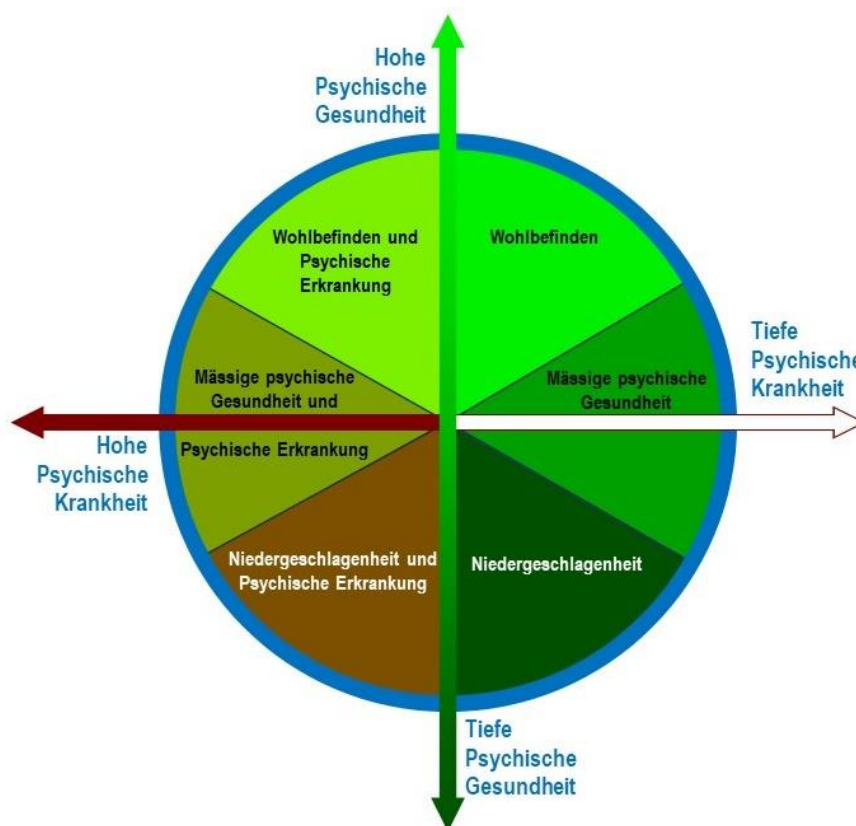 Hohe
Psychische
Gesundheit
Wohlbefinden und
Psychische
Erkrankung
Wohlbefinden
Tiefe
Psychische
Krankheit
Mässige psychische
Gesundheit und
Psychische Erkrankung
Mässige psychische
Gesundheit
Hohe
Psychische
Krankheit
Niedergeschlagenheit und
Psychische Erkrankung
Niedergeschlagenheit
Tiefe
Psychische
Gesundheit